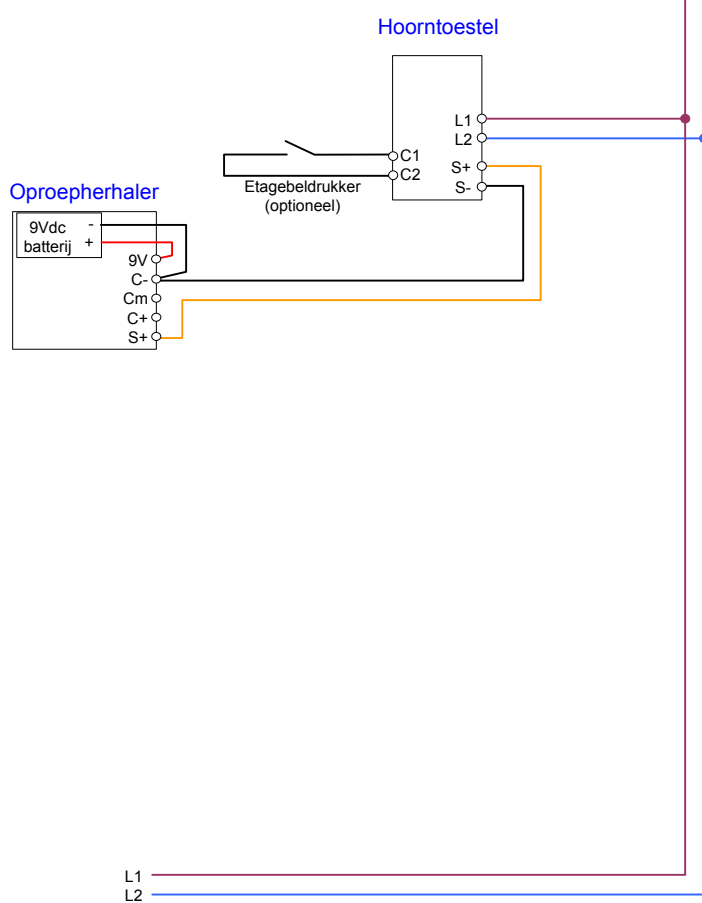 Hoorntoestel
L1
L2
C1
C2
S+
S-
Etagebeldrukker
(optioneel)
Oproepherhaler
9Vdc
batterij
-
+
9V
C-
Cm
C+
S+
L1
L2